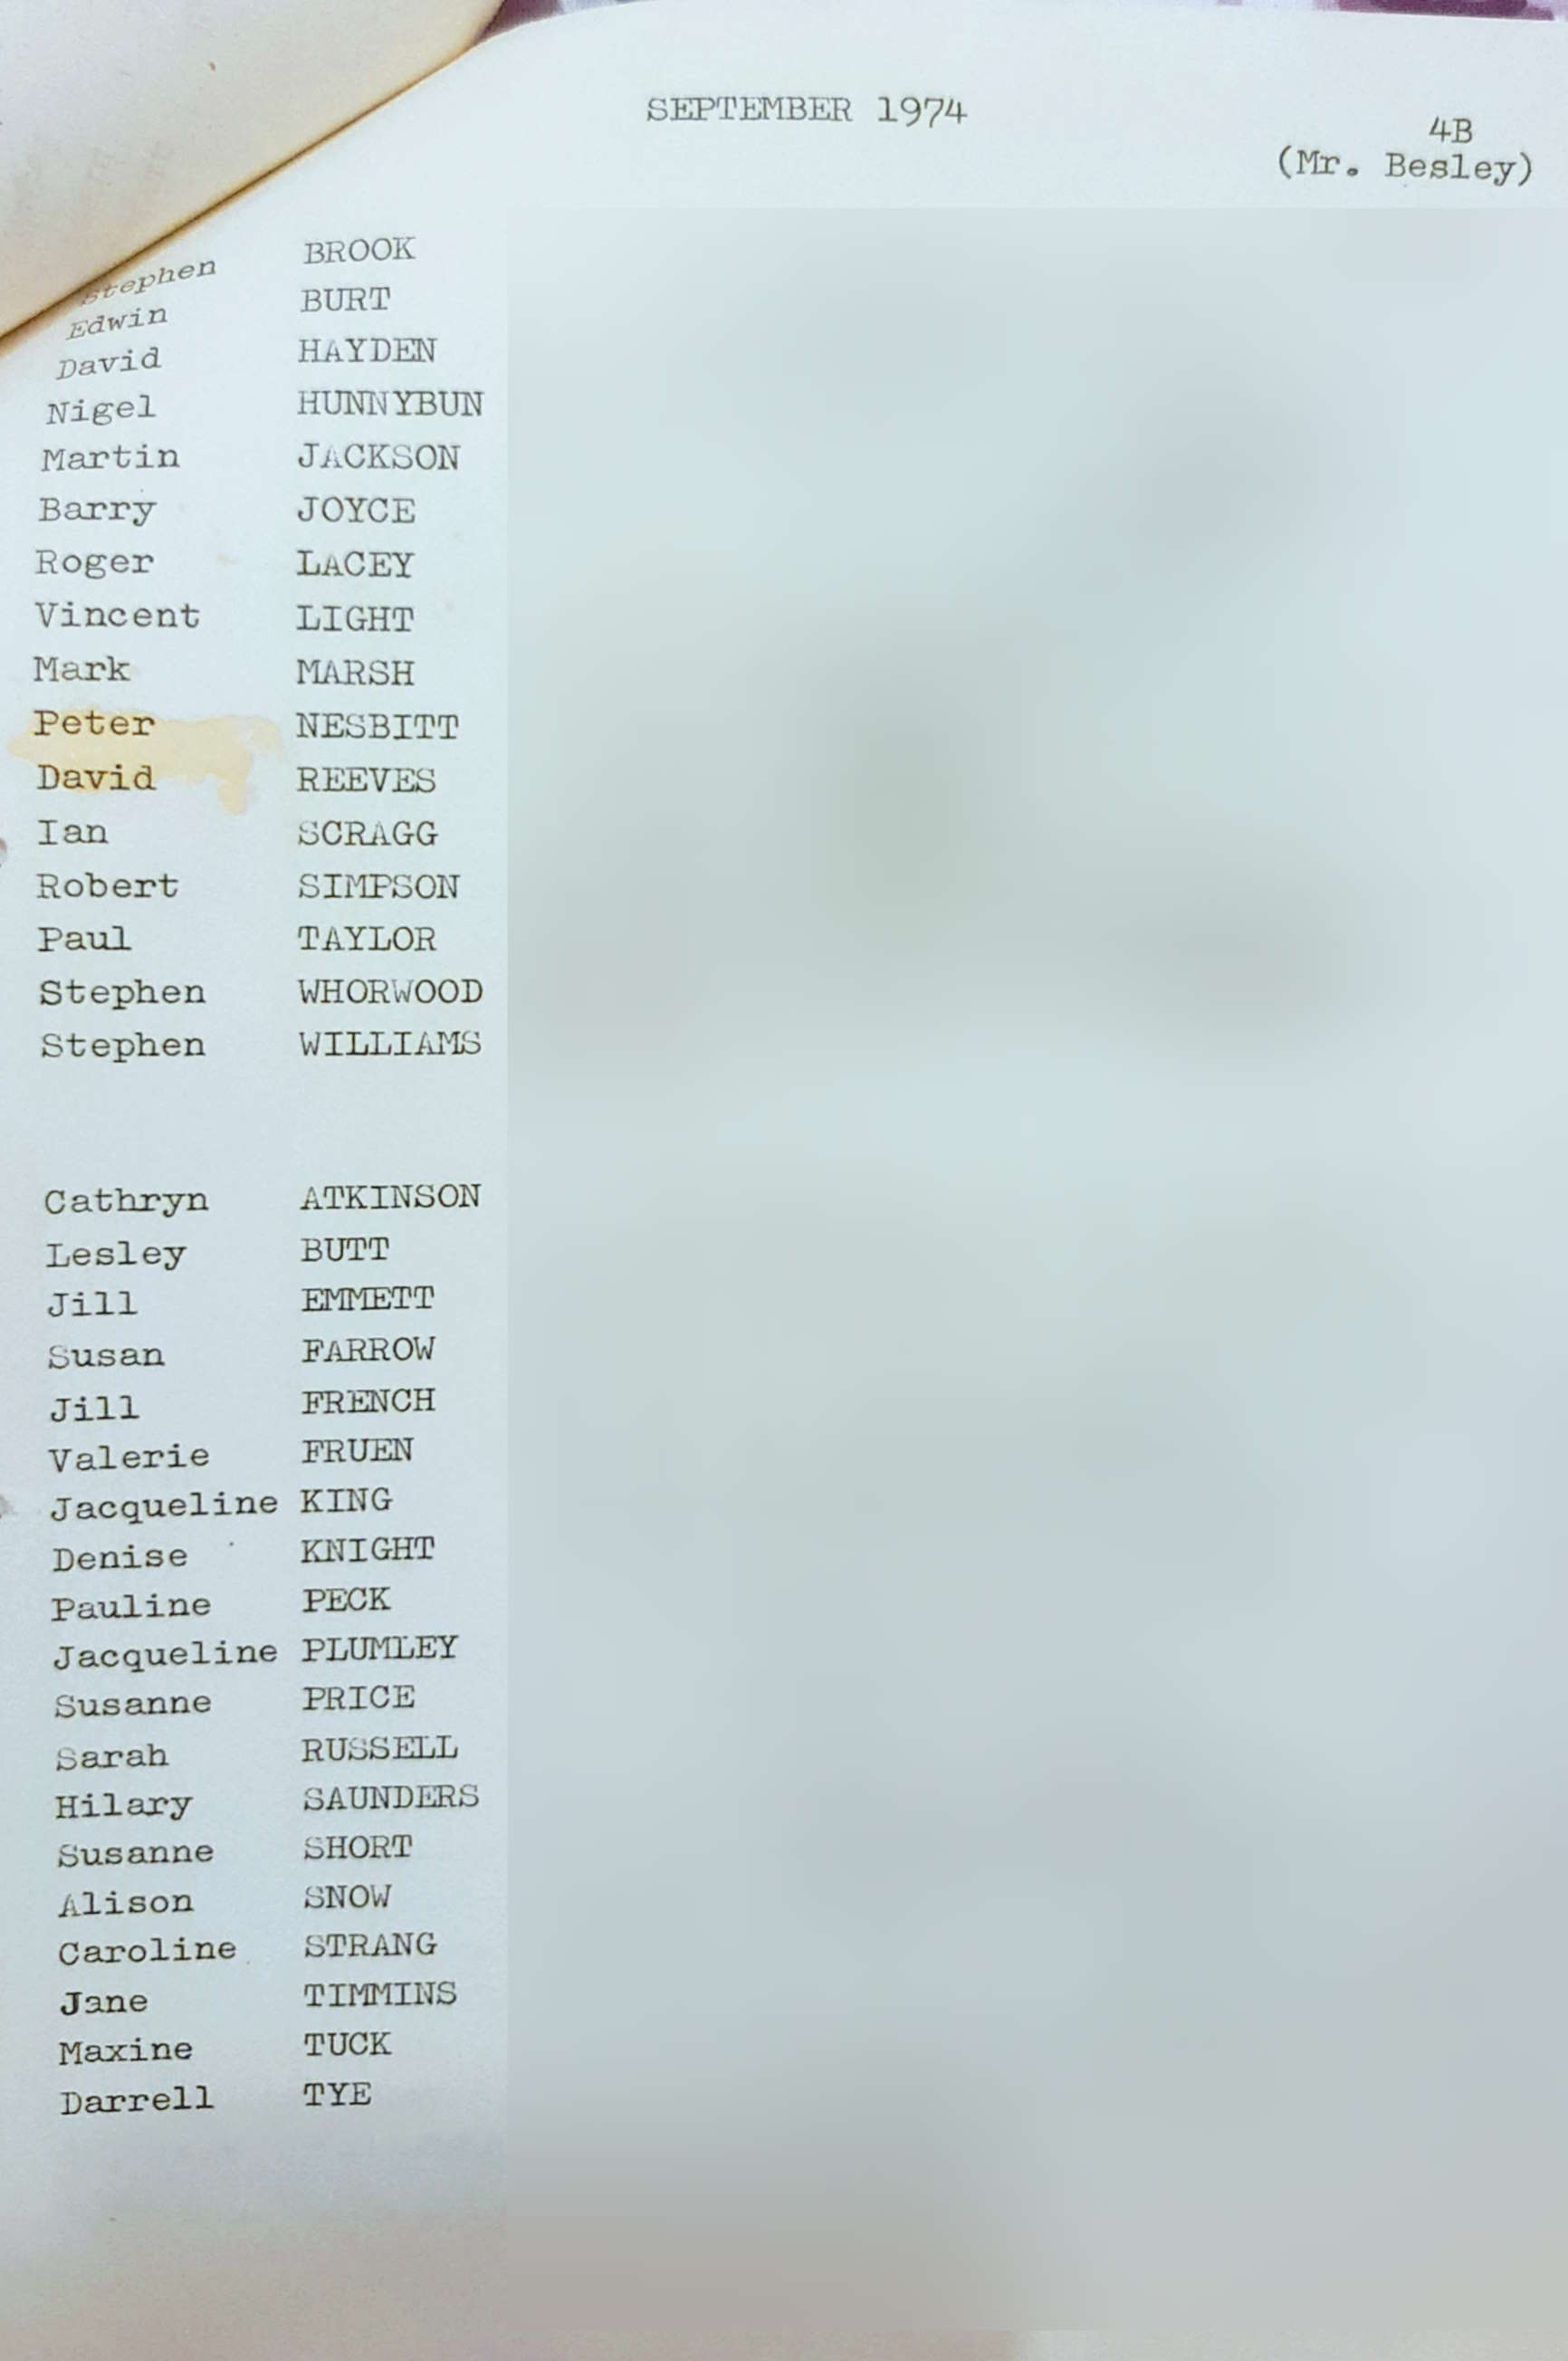 SEPTEMBER 1974
4B
(Mr. Besley)
Stephen BROOK
Edwin BURT
David HAYDEN
Nigel HUNNYBUN
Martin JACKSON
Barry JOYCE
Roger LACEY
Vincent LIGHT
Mark MARSH
Peter NESBITT
David REEVES
Ian SCRAGG
Robert SIMPSON
Paul TAYLOR
Stephen WHORWOOD
Stephen WILLIAMS
Cathryn ATKINSON
Lesley BUTT
Jill EMMETT
Susan FARROW
Jill FRENCH
Valerie FRUEN
Jacqueline KING
Denise KNIGHT
Pauline PECK
Jacqueline PLUMLEY
Susanne PRICE
Sarah RUSSELL
Hilary SAUNDERS
Susanne SHORT
Alison SNOW
Caroline STRANG
Jane TIMMINS
Maxine TUCK
Darrell TYE